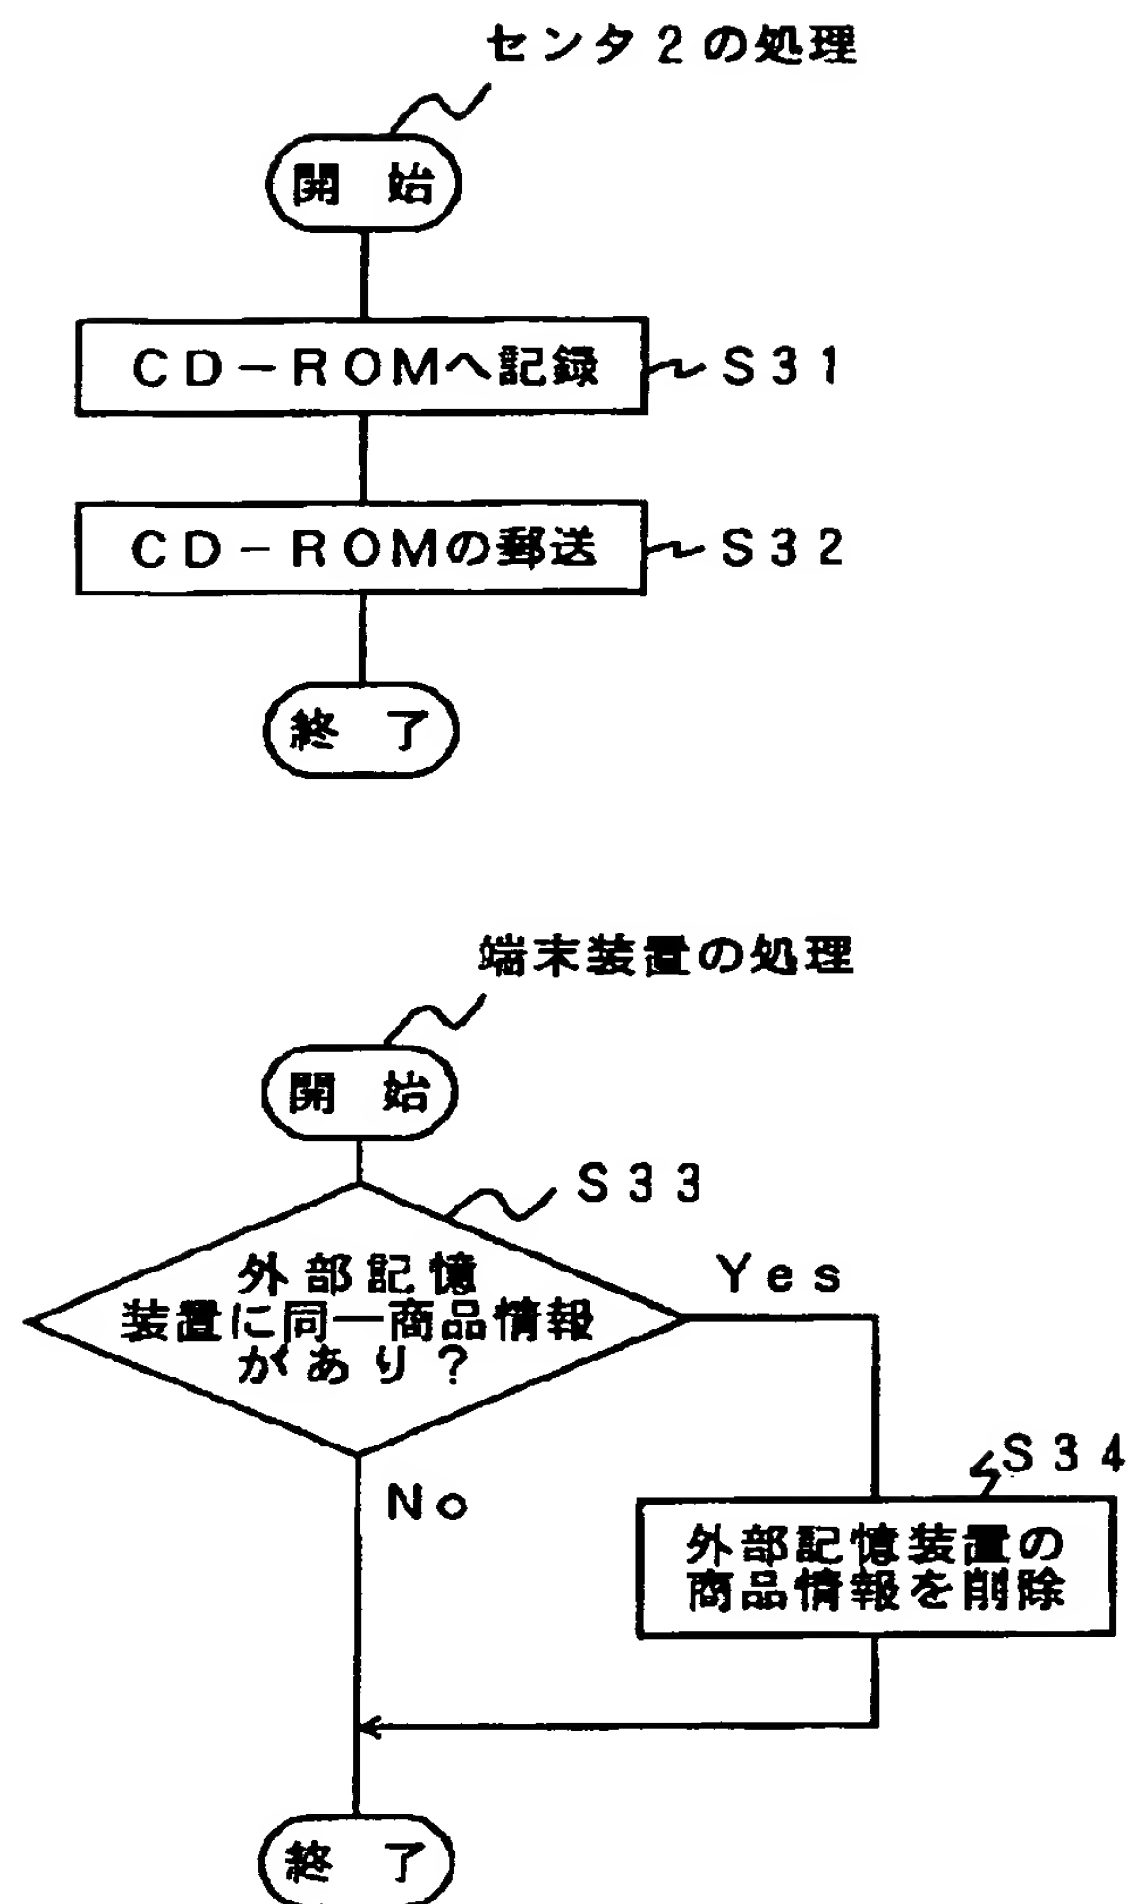 センタ2の処理
開 始
CD-ROMへ記録
S31
CD-ROMの郵送
S32
終 了
端末装置の処理
開 始
S33
外部記憶
装置に同一商品情報
があり?
Yes
No
S34
外部記憶装置の
商品情報を削除
終 了